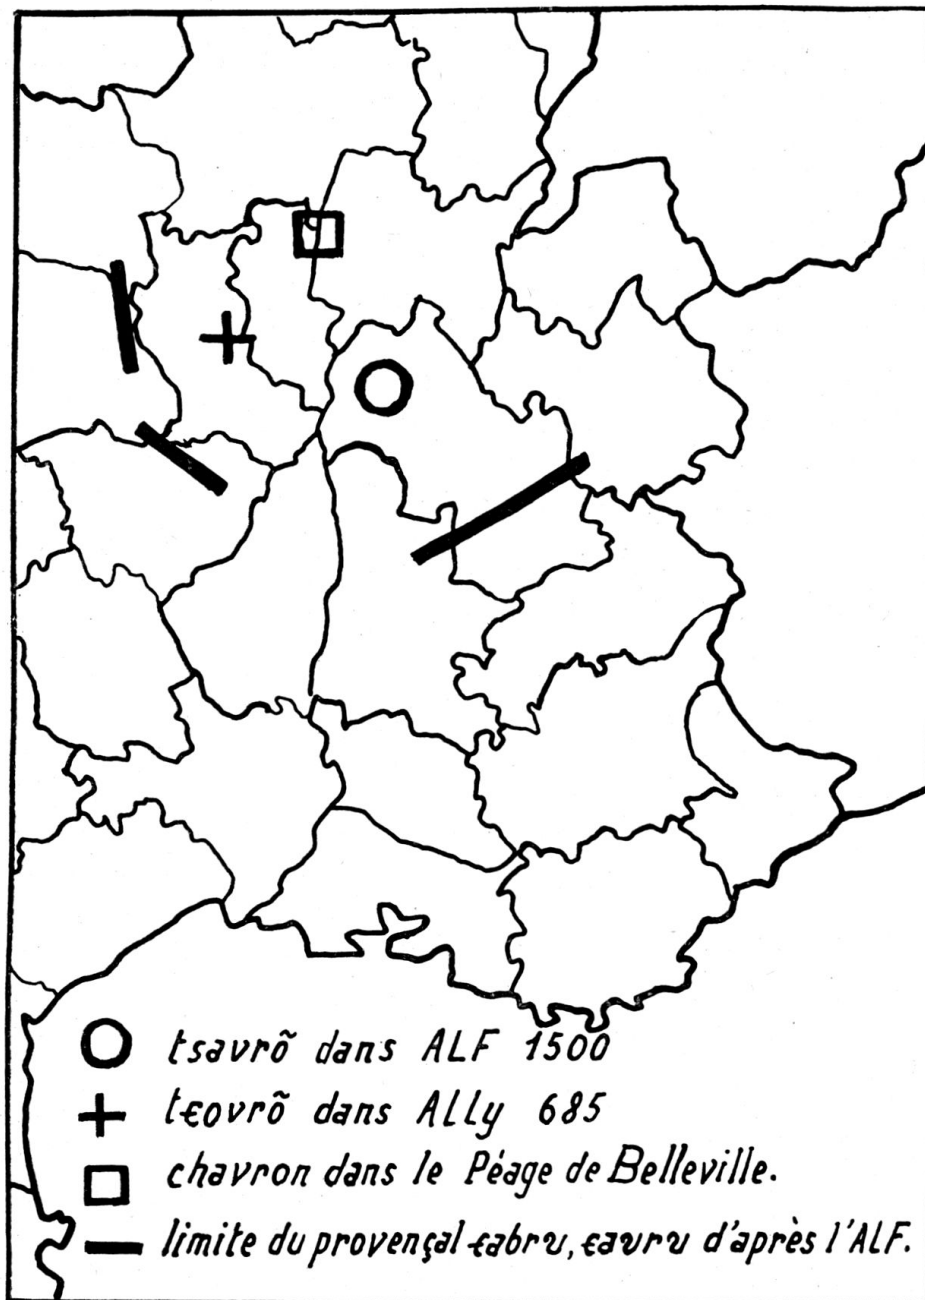 tsavrõ dans ALF 1500
tɛovrõ dans ALLy 685
chavron dans le Péage de Belleville.
limite du provençal ɛabru, ɛavru d'après l'ALF.